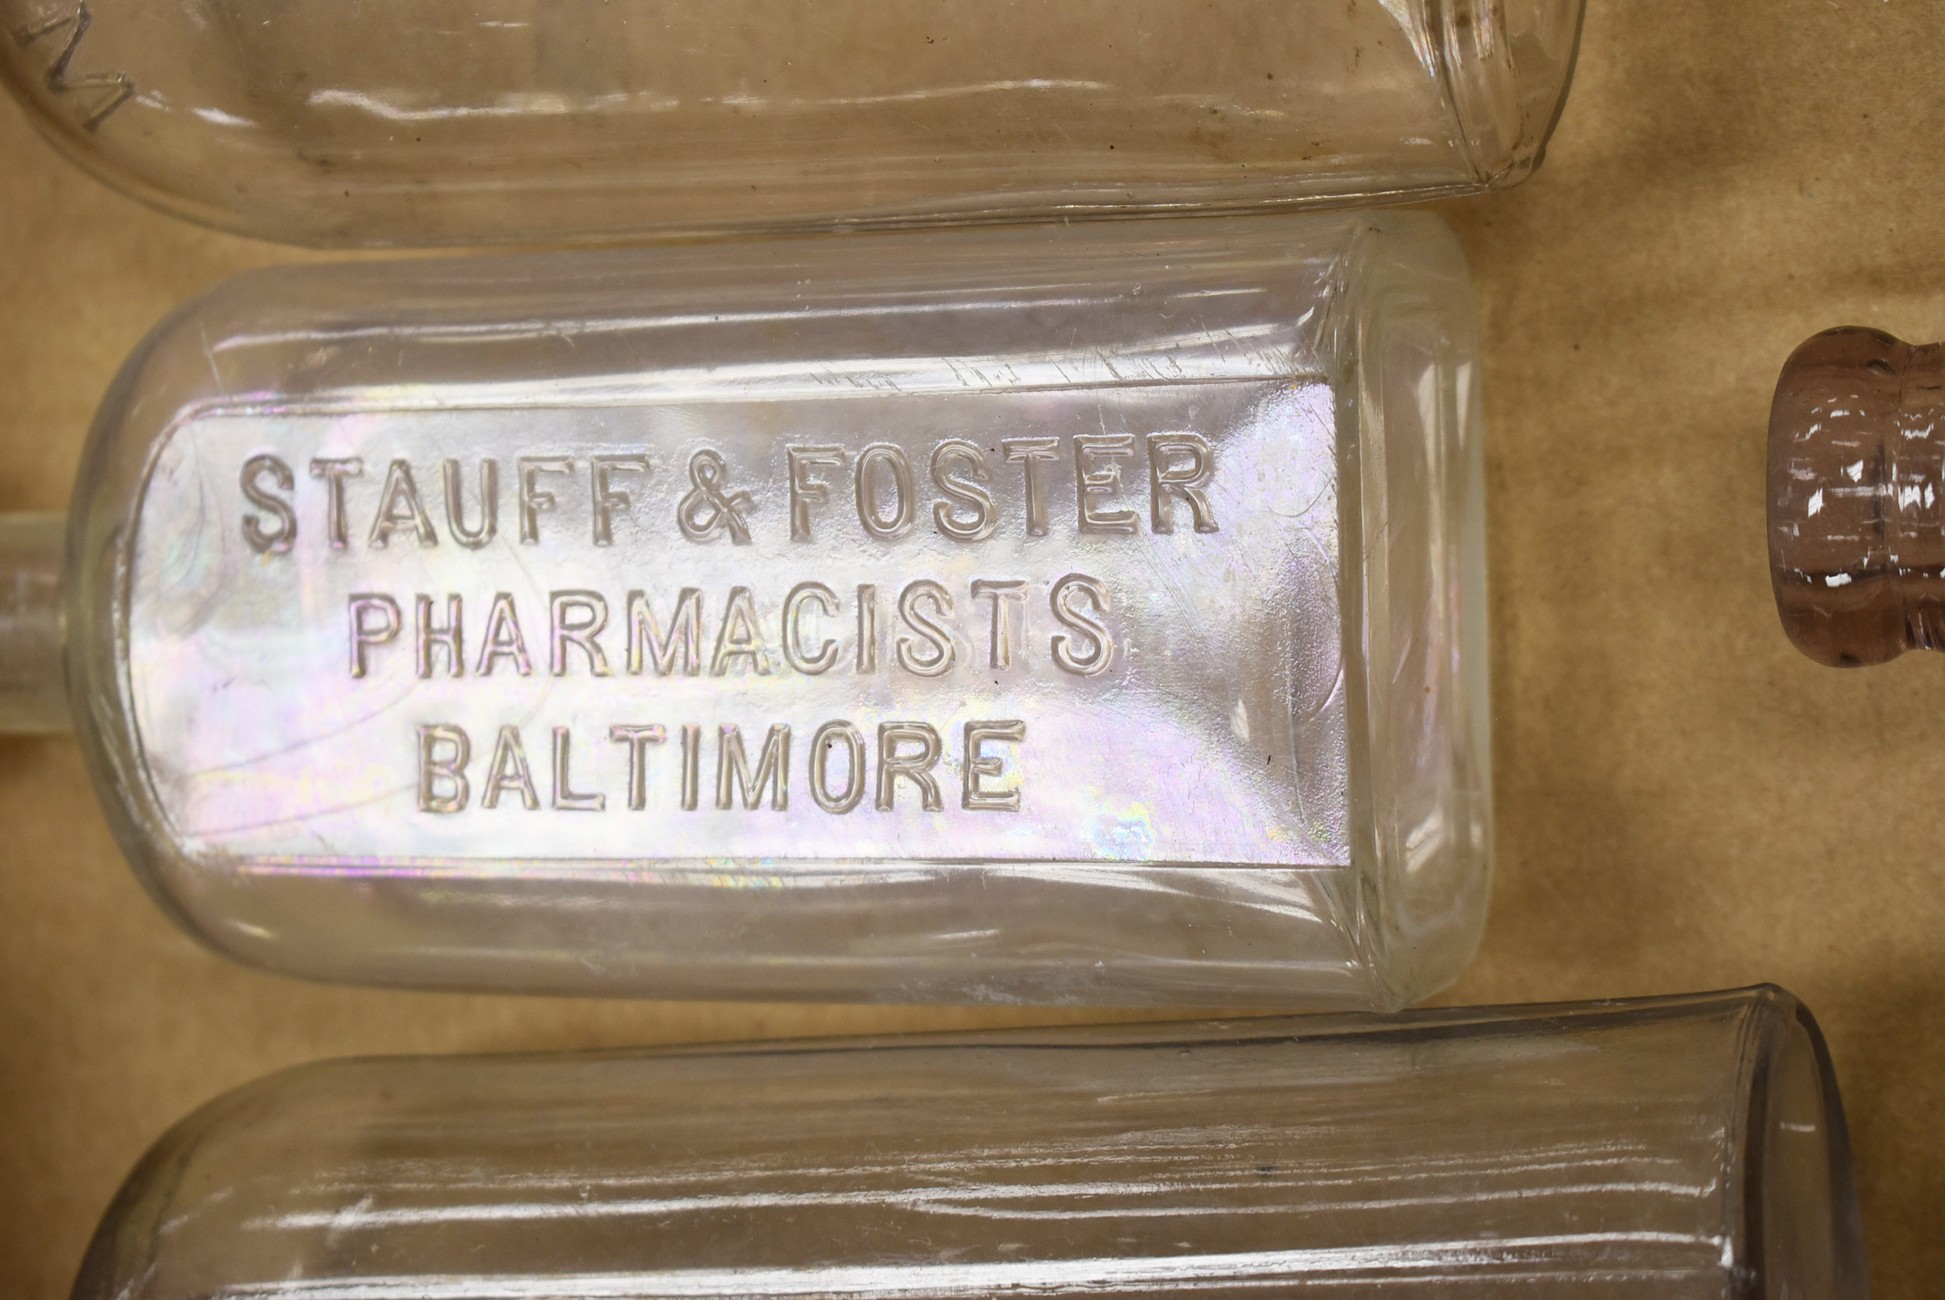 STAUFF & FOSTER
PHARMACISTS
BALTIMORE